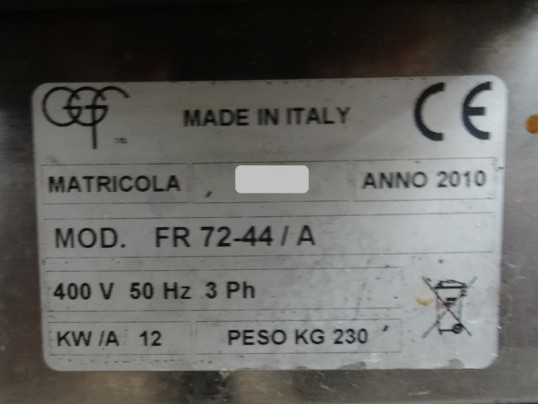 MADE IN ITALY CE
MATRICOLA ANNO 2010
MOD. FR 72-44 / A
400 V 50 Hz 3 Ph
KW /A 12 PESO KG 230